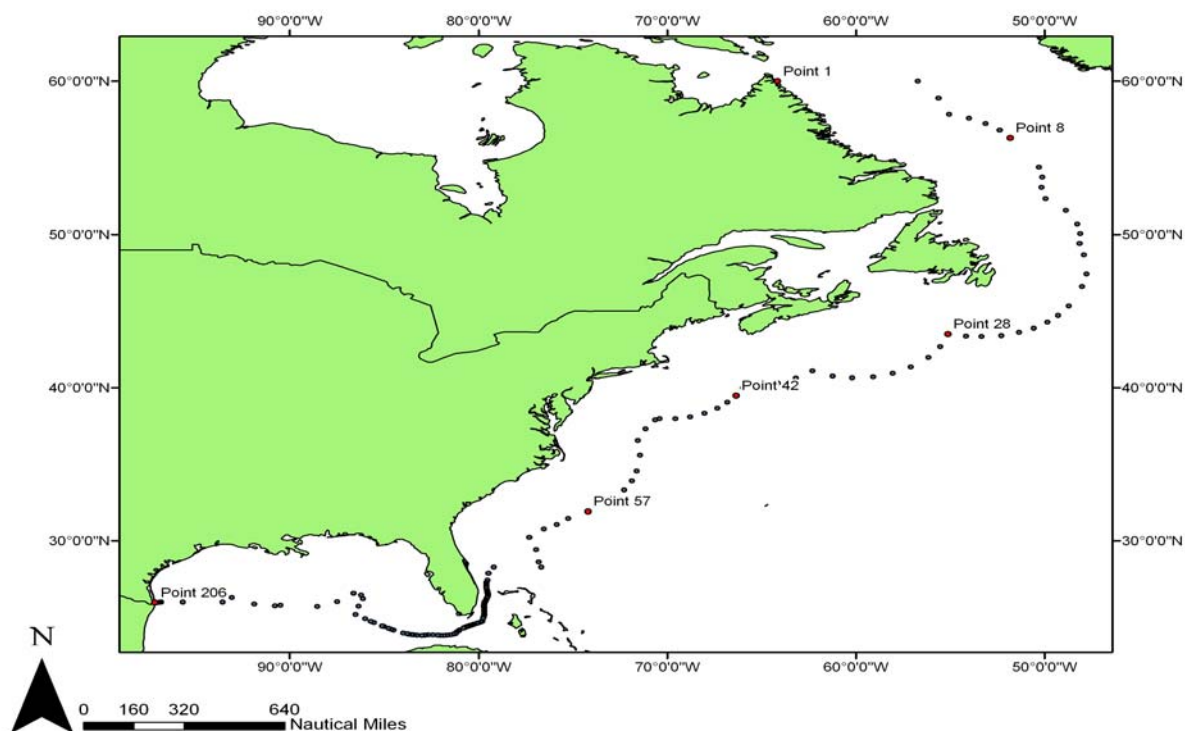 90°0'0"W 80°0'0"W 70°0'0"W 60°0'0"W 50°0'0"W
60°0'0"N Point 1 60°0'0"N
Point 8
50°0'0"N 50°0'0"N
Point 28
40°0'0"N Point 42 40°0'0"N
Point 57
30°0'0"N 30°0'0"N
Point 206
90°0'0"W 80°0'0"W 70°0'0"W 60°0'0"W 50°0'0"W
N
0 160 320 640
Nautical Miles